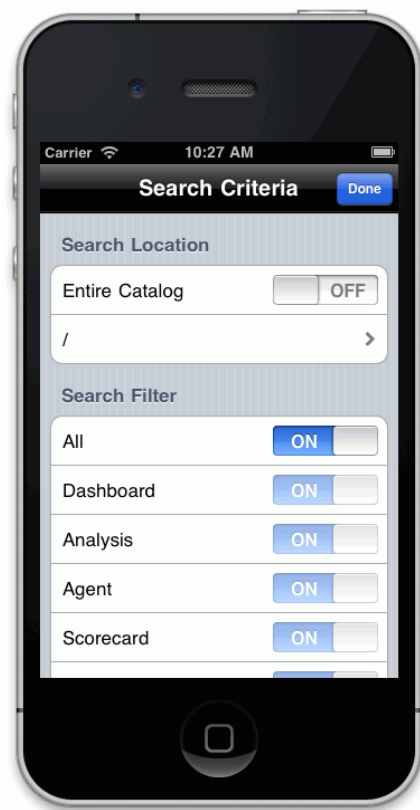 Carrier 10:27 AM
Search Criteria Done
Search Location
Entire Catalog OFF
/
Search Filter
All ON
Dashboard ON
Analysis ON
Agent ON
Scorecard ON